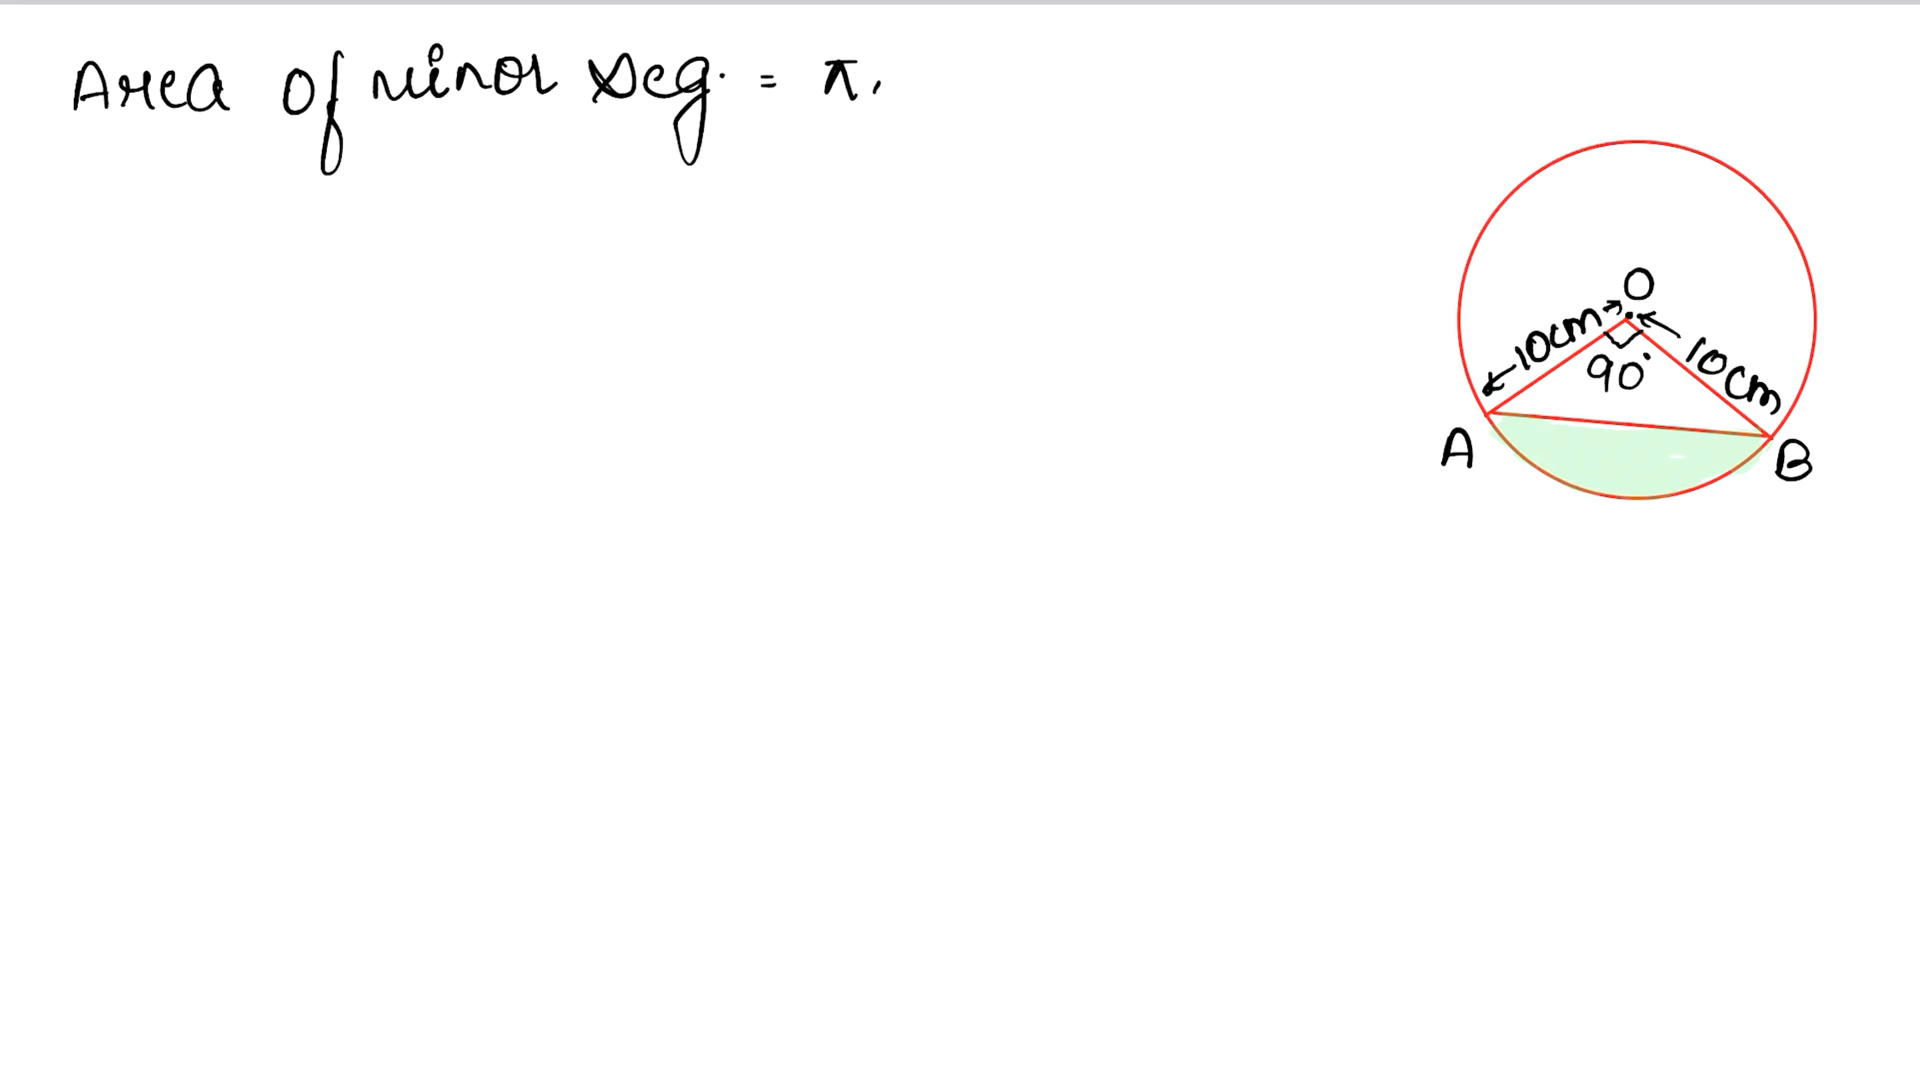 Area of minor seg. = π.
O
10cm
10cm
90°
A
B